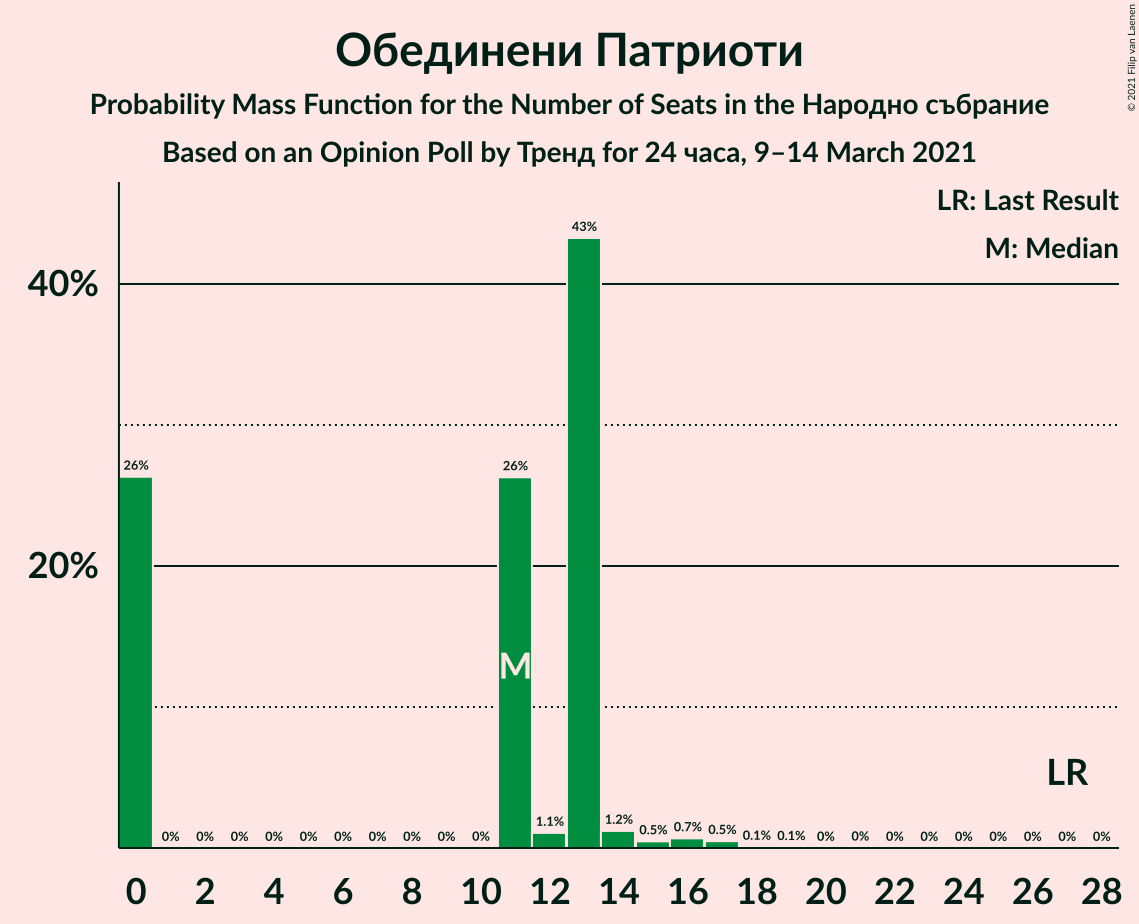 Обединени Патриоти
Probability Mass Function for the Number of Seats in the Народно събрание
Based on an Opinion Poll by Тренд for 24 часа, 9–14 March 2021
© 2021 Filip van Laenen
LR: Last Result
M: Median
40%
20%
26% 0% 0% 0% 0% 0% 0% 0% 0% 0% 0% 26% 1.1% 43% 1.2% 0.5% 0.7% 0.5% 0.1% 0.1% 0% 0% 0% 0% 0% 0% 0% 0% 0%
M
LR
0 2 4 6 8 10 12 14 16 18 20 22 24 26 28